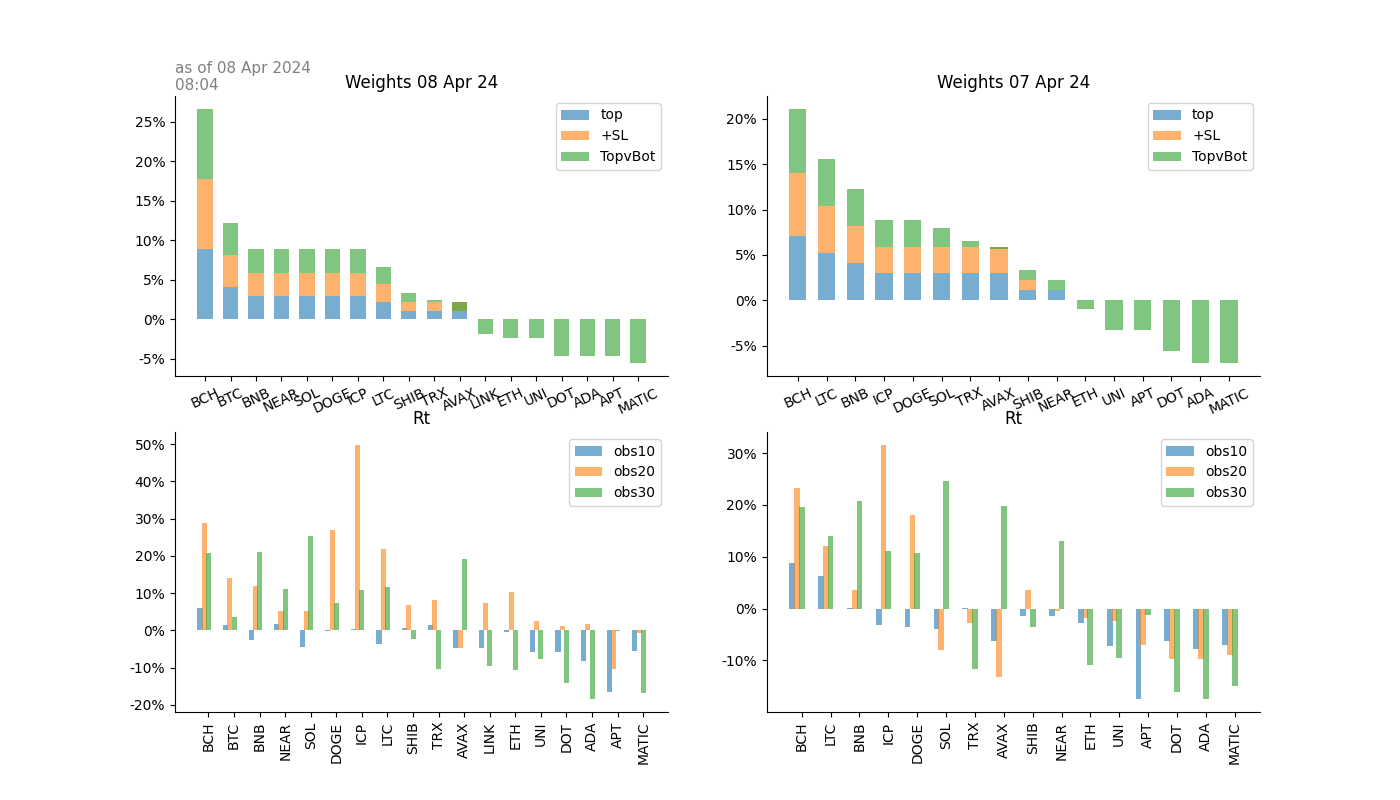 as of 08 Apr 2024
08:04
Weights 08 Apr 24
25%
20%
15%
10%
5%
0%
-5%
top
+SL
TopvBot
BCH BTC BNB NEAR SOL DOGE ICP LTC SHIB TRX AVAX LINK ETH UNI DOT ADA APT MATIC
Weights 07 Apr 24
20%
15%
10%
5%
0%
-5%
top
+SL
TopvBot
BCH LTC BNB ICP DOGE SOL TRX AVAX SHIB NEAR ETH UNI APT DOT ADA MATIC
Rt
50%
40%
30%
20%
10%
0%
-10%
-20%
obs10
obs20
obs30
BCH BTC BNB NEAR SOL DOGE ICP LTC SHIB TRX AVAX LINK ETH UNI DOT ADA APT MATIC
Rt
30%
20%
10%
0%
-10%
obs10
obs20
obs30
BCH LTC BNB ICP DOGE SOL TRX AVAX SHIB NEAR ETH UNI APT DOT ADA MATIC